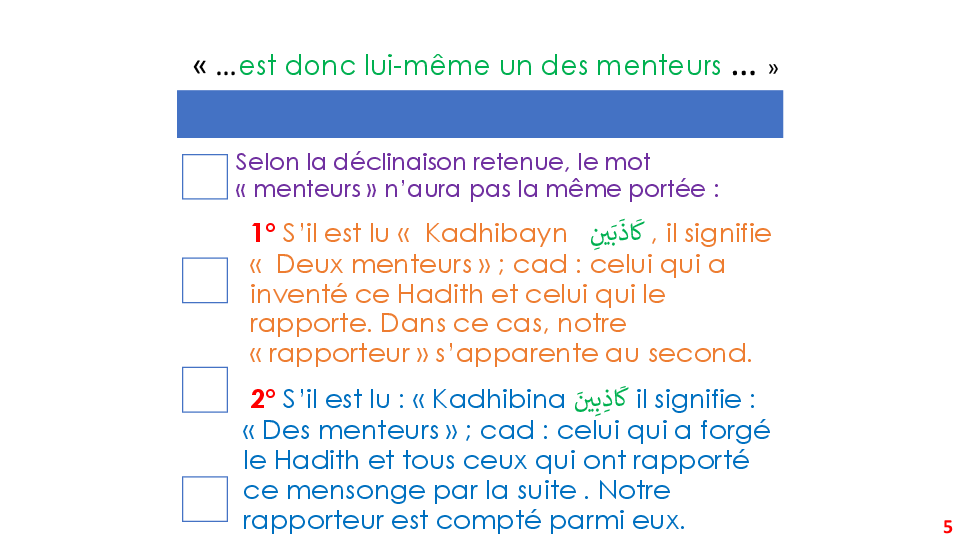 « …est donc lui-même un des menteurs … »
Selon la déclinaison retenue, le mot
« menteurs » n’aura pas la même portée :
1° S’il est lu «  Kadhibayn كَاذَبَينِ , il signifie
«  Deux menteurs » ; cad : celui qui a
inventé ce Hadith et celui qui le
rapporte. Dans ce cas, notre
« rapporteur » s’apparente au second.
2° S’il est lu : « Kadhibina كَاذِبِينَ il signifie :
« Des menteurs » ; cad : celui qui a forgé
le Hadith et tous ceux qui ont rapporté
ce mensonge par la suite . Notre
rapporteur est compté parmi eux.
5